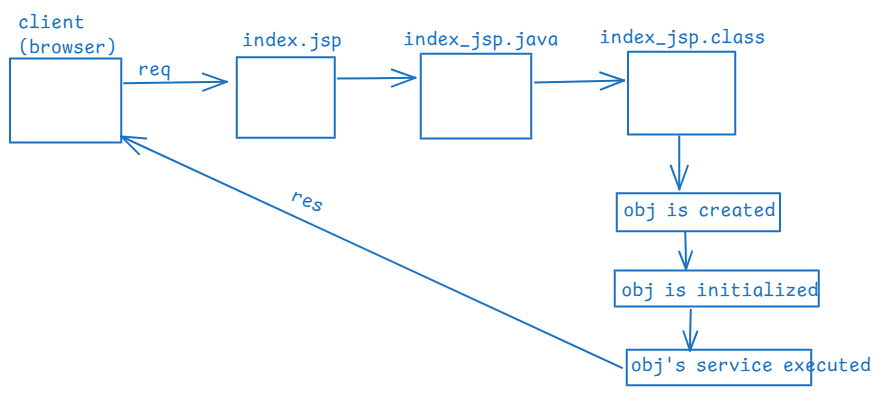 client
(browser)
req
index.jsp
index_jsp.java
index_jsp.class
obj is created
obj is initialized
obj's service executed
res